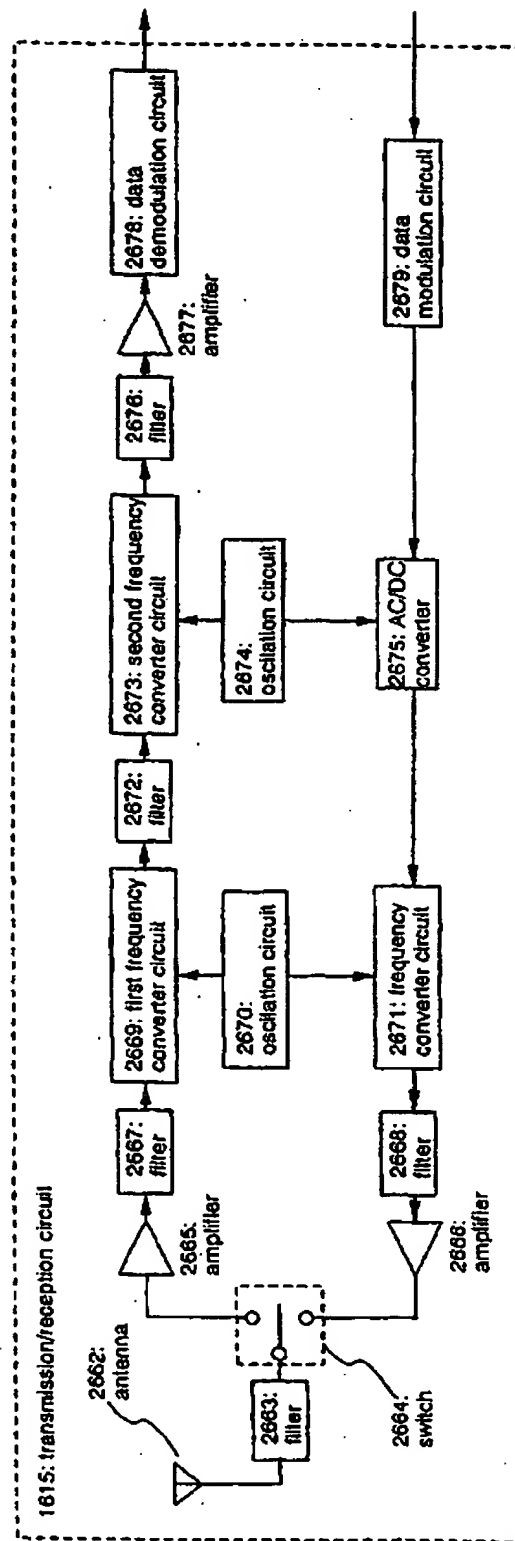 1615: transmission/reception circuit
2662:
antenna
2663:
filter
2664:
switch
2665:
amplifier
2667:
filter
2669: first frequency
converter circuit
2672:
filter
2673: second frequency
converter circuit
2676:
filter
2677:
amplifier
2678: data
demodulation circuit
2670:
oscilation circuit
2674:
oscilation circuit
2666:
amplifier
2668:
filter
2671: frequency
converter circuit
2675: AC/DC
converter
2679: data
modulation circuit